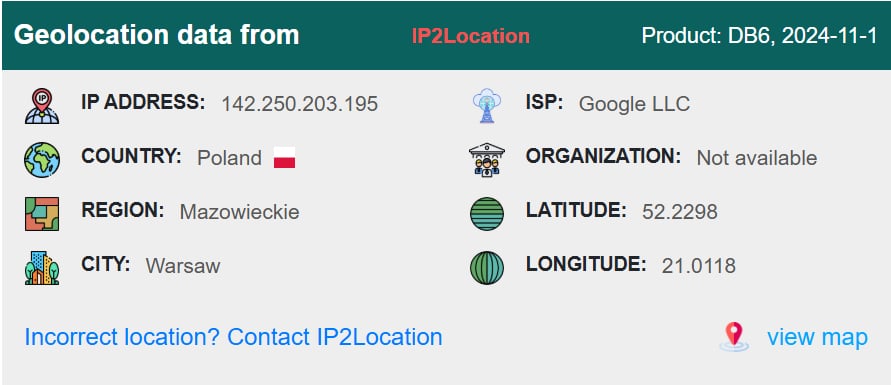 Geolocation data from IP2Location Product: DB6, 2024-11-1
IP
IP ADDRESS: 142.250.203.195 ISP: Google LLC
COUNTRY: Poland ORGANIZATION: Not available
REGION: Mazowieckie LATITUDE: 52.2298
CITY: Warsaw LONGITUDE: 21.0118
Incorrect location? Contact IP2Location view map